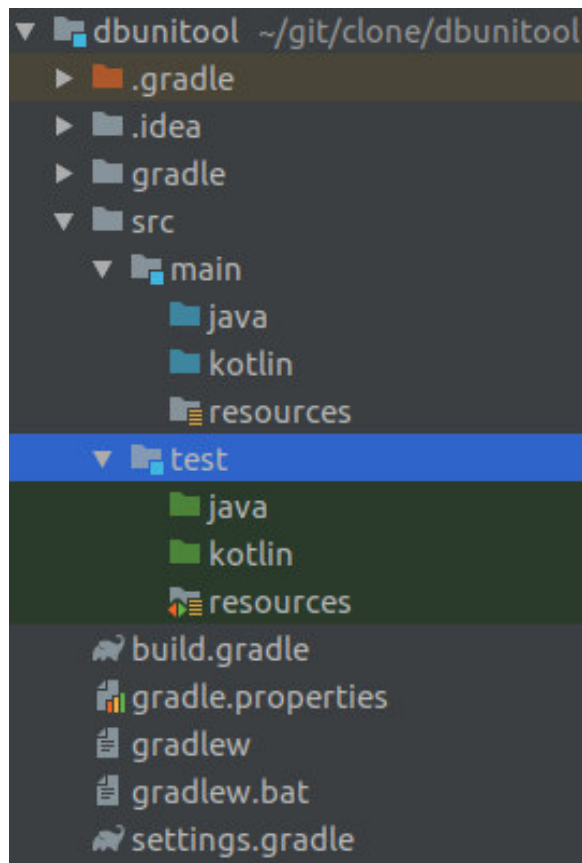 dbunitool ~/git/clone/dbunitool
.gradle
.idea
gradle
src
main
java
kotlin
resources
test
java
kotlin
resources
build.gradle
gradle.properties
gradlew
gradlew.bat
settings.gradle